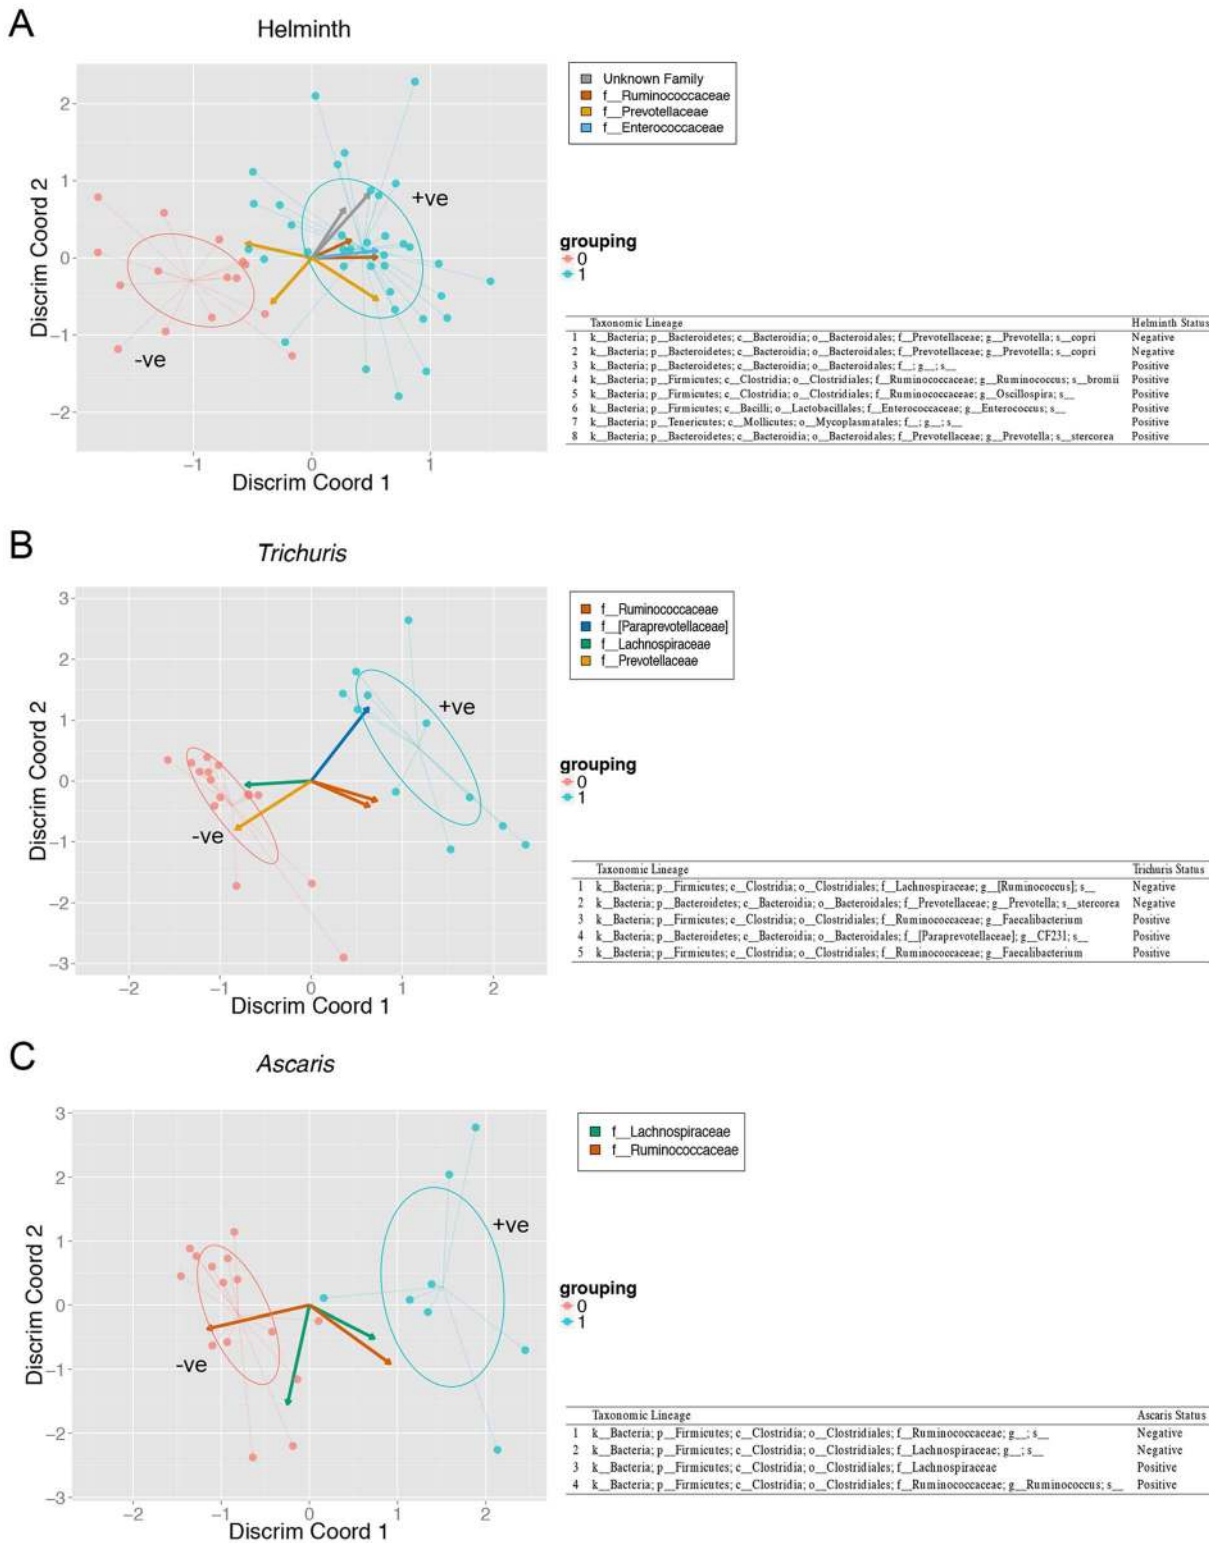 A
Helminth
Discrim Coord 2
2
1
0
−1
−2
−1
0
1
Discrim Coord 1
+ve
-ve
Unknown Family
f__Ruminococcaceae
f__Prevotellaceae
f__Enterococcaceae
grouping
0
1
Taxonomic Lineage Helminth Status
1 k__Bacteria; p__Bacteroidetes; c__Bacteroidia; o__Bacteroidales; f__Prevotellaceae; g__Prevotella; s__copri Negative
2 k__Bacteria; p__Bacteroidetes; c__Bacteroidia; o__Bacteroidales; f__Prevotellaceae; g__Prevotella; s__copri Negative
3 k__Bacteria; p__Bacteroidetes; c__Bacteroidia; o__Bacteroidales; f__; g__; s__ Positive
4 k__Bacteria; p__Firmicutes; c__Clostridia; o__Clostridiales; f__Ruminococcaceae; g__Ruminococcus; s__bromii Positive
5 k__Bacteria; p__Firmicutes; c__Clostridia; o__Clostridiales; f__Ruminococcaceae; g__Oscillospira; s__ Positive
6 k__Bacteria; p__Firmicutes; c__Bacilli; o__Lactobacillales; f__Enterococcaceae; g__Enterococcus; s__ Positive
7 k__Bacteria; p__Tenericutes; c__Mollicutes; o__Mycoplasmatales; f__; g__; s__ Positive
8 k__Bacteria; p__Bacteroidetes; c__Bacteroidia; o__Bacteroidales; f__Prevotellaceae; g__Prevotella; s__stercorea Positive
B
Trichuris
Discrim Coord 2
3
2
1
0
−1
−2
−3
−2
−1
0
1
2
Discrim Coord 1
+ve
-ve
f__Ruminococcaceae
f__[Paraprevotellaceae]
f__Lachnospiraceae
f__Prevotellaceae
grouping
0
1
Taxonomic Lineage Trichuris Status
1 k__Bacteria; p__Firmicutes; c__Clostridia; o__Clostridiales; f__Lachnospiraceae; g__[Ruminococcus]; s__ Negative
2 k__Bacteria; p__Bacteroidetes; c__Bacteroidia; o__Bacteroidales; f__Prevotellaceae; g__Prevotella; s__stercorea Negative
3 k__Bacteria; p__Firmicutes; c__Clostridia; o__Clostridiales; f__Ruminococcaceae; g__Faecalibacterium Positive
4 k__Bacteria; p__Bacteroidetes; c__Bacteroidia; o__Bacteroidales; f__[Paraprevotellaceae]; g__CF231; s__ Positive
5 k__Bacteria; p__Firmicutes; c__Clostridia; o__Clostridiales; f__Ruminococcaceae; g__Faecalibacterium Positive
C
Ascaris
Discrim Coord 2
3
2
1
0
−1
−2
−3
−2
−1
0
1
2
Discrim Coord 1
+ve
-ve
f__Lachnospiraceae
f__Ruminococcaceae
grouping
0
1
Taxonomic Lineage Ascaris Status
1 k__Bacteria; p__Firmicutes; c__Clostridia; o__Clostridiales; f__Ruminococcaceae; g__; s__ Negative
2 k__Bacteria; p__Firmicutes; c__Clostridia; o__Clostridiales; f__Lachnospiraceae; g__; s__ Negative
3 k__Bacteria; p__Firmicutes; c__Clostridia; o__Clostridiales; f__Lachnospiraceae Positive
4 k__Bacteria; p__Firmicutes; c__Clostridia; o__Clostridiales; f__Ruminococcaceae; g__Ruminococcus; s__ Positive